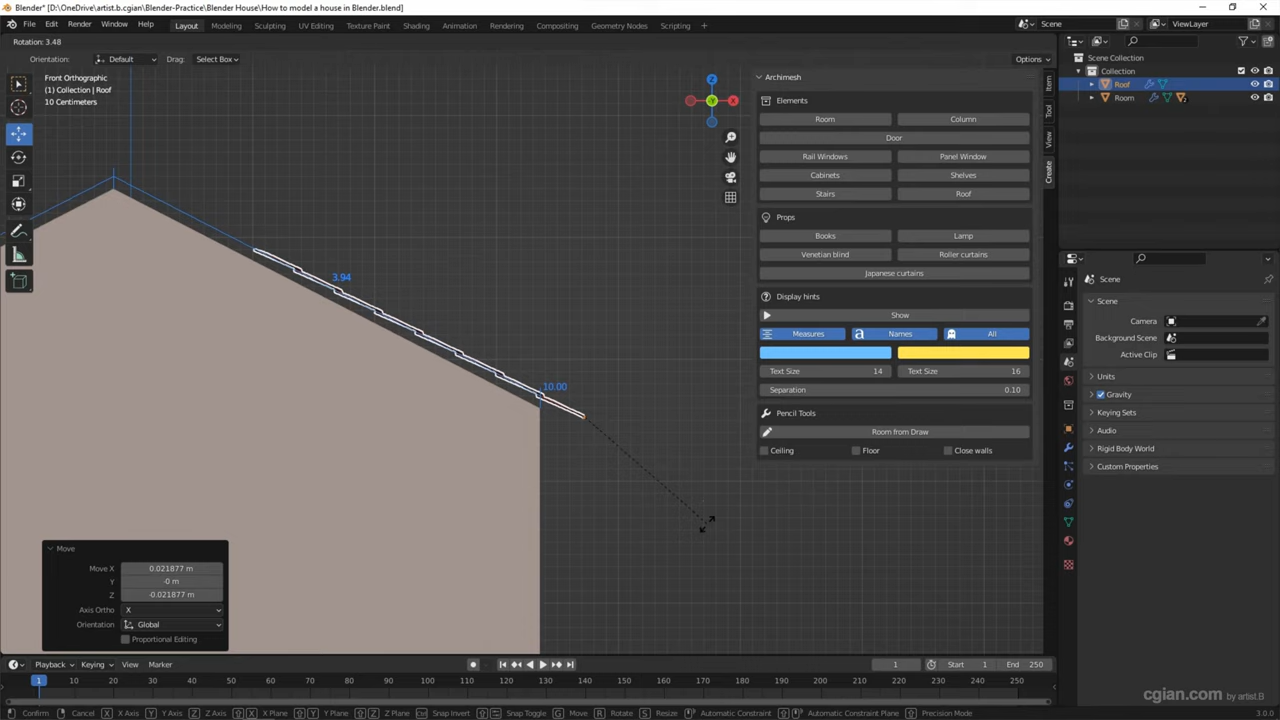 Blender* [D:\OneDrive\artist.b.cgian\Blender-Practice\Blender House\How to model a house in Blender.blend]
File Edit Render Window Help Layout Modeling Sculpting UV Editing Texture Paint Shading Animation Rendering Compositing Geometry Nodes Scripting + Scene ViewLayer
Rotation: 3.48
Orientation: Default Drag: Select Box Options
Front Orthographic
(1) Collection | Roof
10 Centimeters
Z
Y
X
3.94
10.00
Item
Tool
View
Create
Archimesh
Elements
Room Column
Door
Rail Windows Panel Window
Cabinets Shelves
Stairs Roof
Props
Books Lamp
Venetian blind Roller curtains
Japanese curtains
Display hints
Show
Measures a Names All
Text Size 14 Text Size 16
Separation 0.10
Pencil Tools
Room from Draw
Ceiling Floor Close walls
Scene Collection
Collection
Roof
Room
2
Scene
Scene
Camera Object
Background Scene
Active Clip
Units
Gravity
Keying Sets
Audio
Rigid Body World
Custom Properties
Move
Move X 0.021877 m
Y -0 m
Z -0.021877 m
Axis Ortho X
Orientation Global
Proportional Editing
Playback Keying View Marker 1 Start 1 End 250
1 10 20 30 40 50 60 70 80 90 100 110 120 130 140 150 160 170 180 190 200 210 220 230 240 250
cgian.com by artist.B
Confirm Cancel X X Axis Y Y Axis Z Z Axis X X Plane Y Y Plane Z Z Plane Snap Invert Snap Toggle G Move R Rotate S Resize Automatic Constraint Automatic Constraint Plane Precision Mode 3.0.0